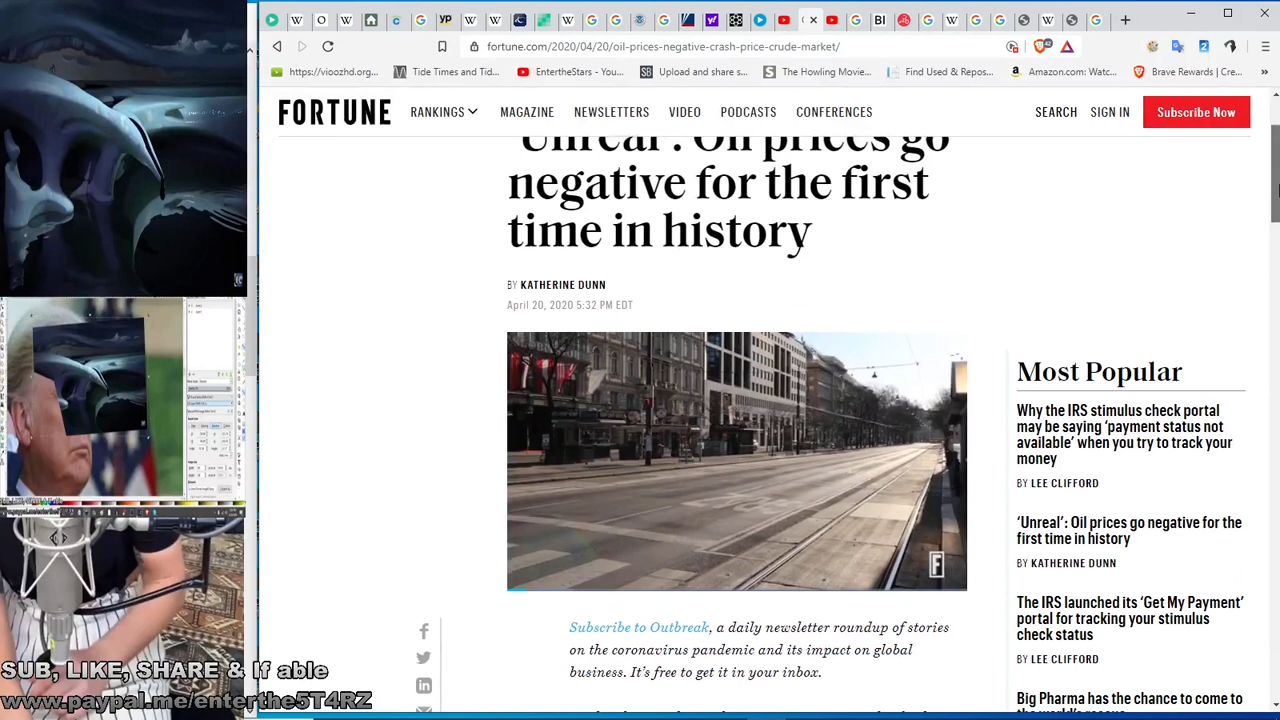 fortune.com/2020/04/20/oil-prices-negative-crash-price-crude-market/
https://vioozhd.org...
Tide Times and Tid...
EntertheStars - You...
Upload and share s...
The Howling Movie...
Find Used & Repos...
Amazon.com: Watc...
Brave Rewards | Cre...
FORTUNE
RANKINGS
MAGAZINE
NEWSLETTERS
VIDEO
PODCASTS
CONFERENCES
SEARCH
SIGN IN
Subscribe Now
'Unreal': Oil prices go
negative for the first
time in history
BY KATHERINE DUNN
April 20, 2020 5:32 PM EDT
F
Subscribe to Outbreak, a daily newsletter roundup of stories
on the coronavirus pandemic and its impact on global
business. It's free to get it in your inbox.
Most Popular
Why the IRS stimulus check portal
may be saying ‘payment status not
available’ when you try to track your
money
BY LEE CLIFFORD
‘Unreal’: Oil prices go negative for the
first time in history
BY KATHERINE DUNN
The IRS launched its ‘Get My Payment’
portal for tracking your stimulus
check status
BY LEE CLIFFORD
Big Pharma has the chance to come to
SUB, LIKE, SHARE & If able
www.paypal.me/enterthe5T4RZ